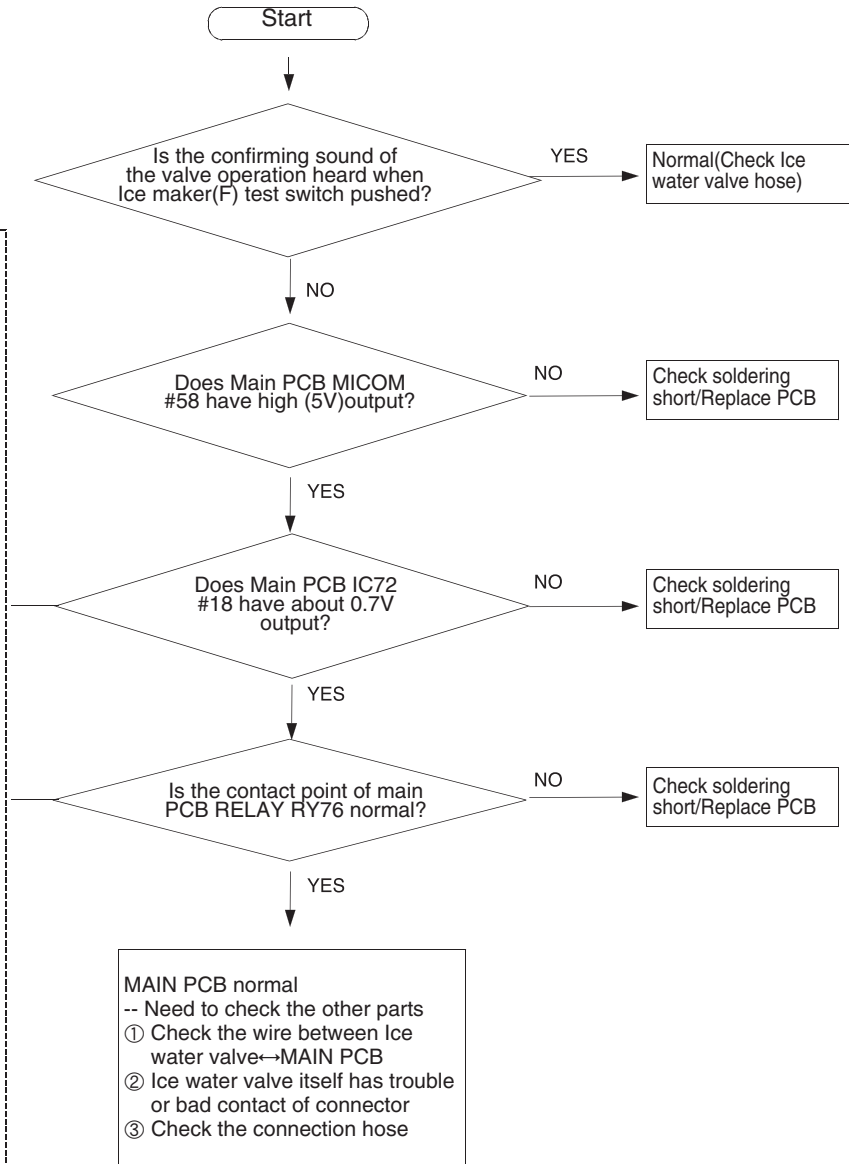 Start
Is the confirming sound of
the valve operation heard when
Ice maker(F) test switch pushed?
YES
Normal(Check Ice
water valve hose)
NO
Does Main PCB MICOM
#58 have high (5V)output?
NO
Check soldering
short/Replace PCB
YES
Does Main PCB IC72
#18 have about 0.7V
output?
NO
Check soldering
short/Replace PCB
YES
Is the contact point of main
PCB RELAY RY76 normal?
NO
Check soldering
short/Replace PCB
YES
MAIN PCB normal
-- Need to check the other parts
① Check the wire between Ice
water valve↔MAIN PCB
② Ice water valve itself has trouble
or bad contact of connector
③ Check the connection hose